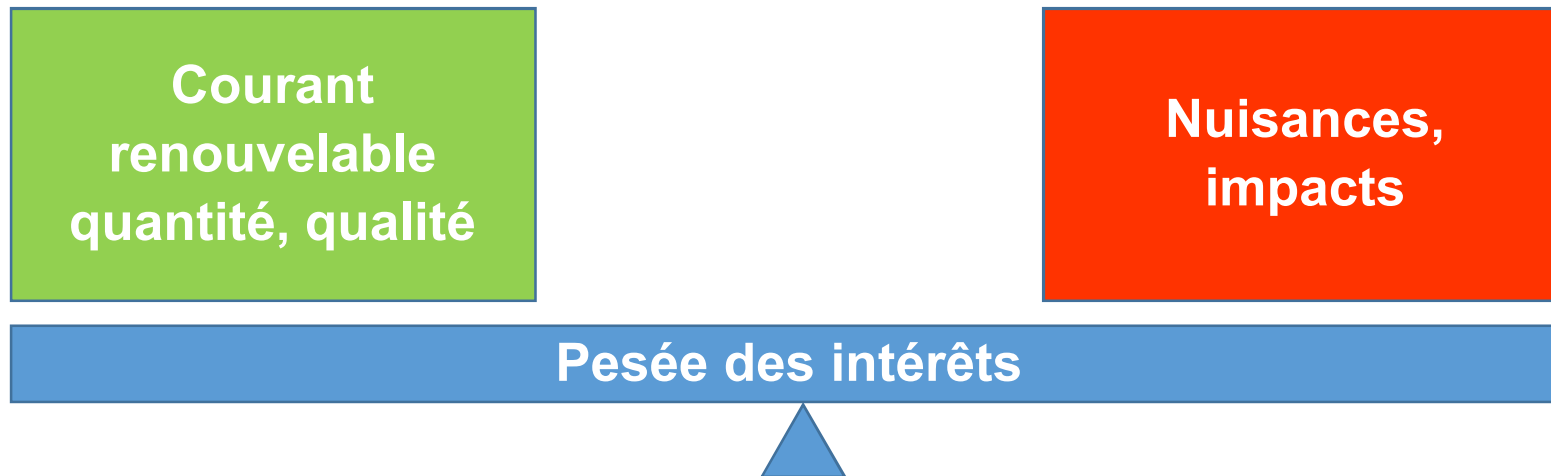 Courant
renouvelable
quantité, qualité
Nuisances,
impacts
Pesée des intérêts